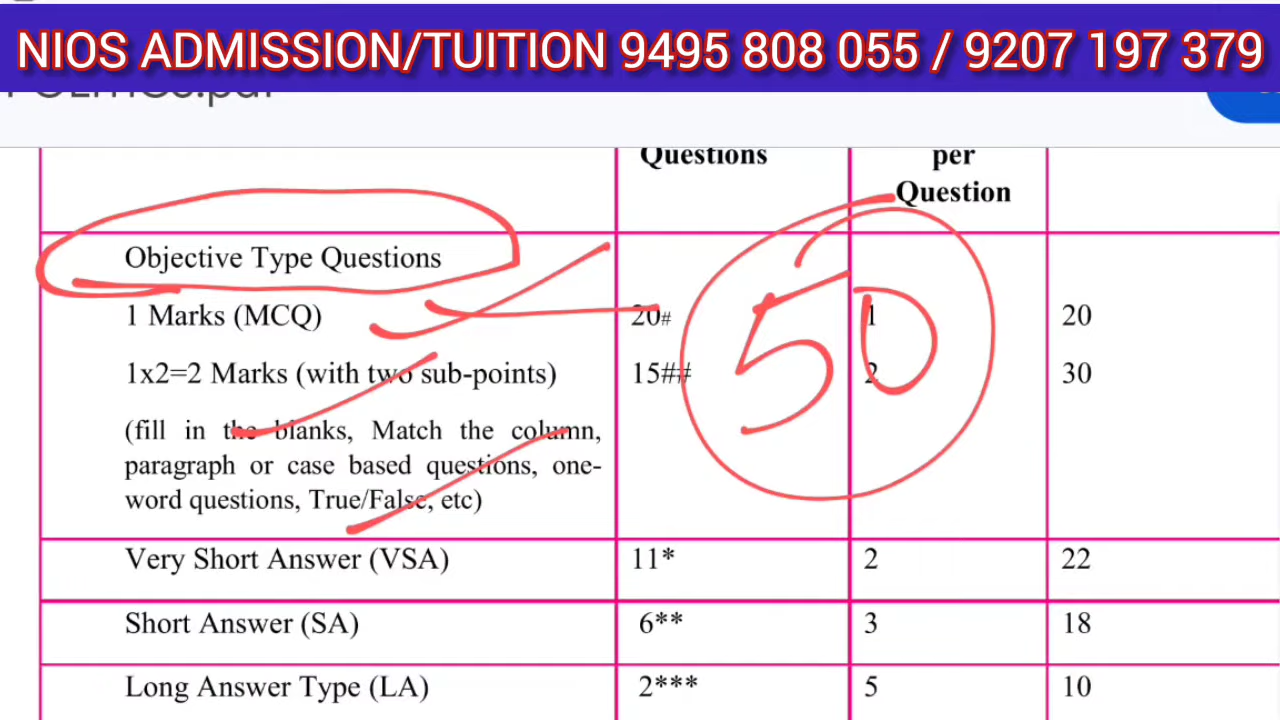 NIOS ADMISSION/TUITION 9495 808 055 / 9207 197 379
Questions per
Question
Objective Type Questions
1 Marks (MCQ) 20# 1 20
1x2=2 Marks (with two sub-points) 15## 2 30
(fill in the blanks, Match the column,
paragraph or case based questions, one-
word questions, True/False, etc)
50
Very Short Answer (VSA) 11* 2 22
Short Answer (SA) 6** 3 18
Long Answer Type (LA) 2*** 5 10